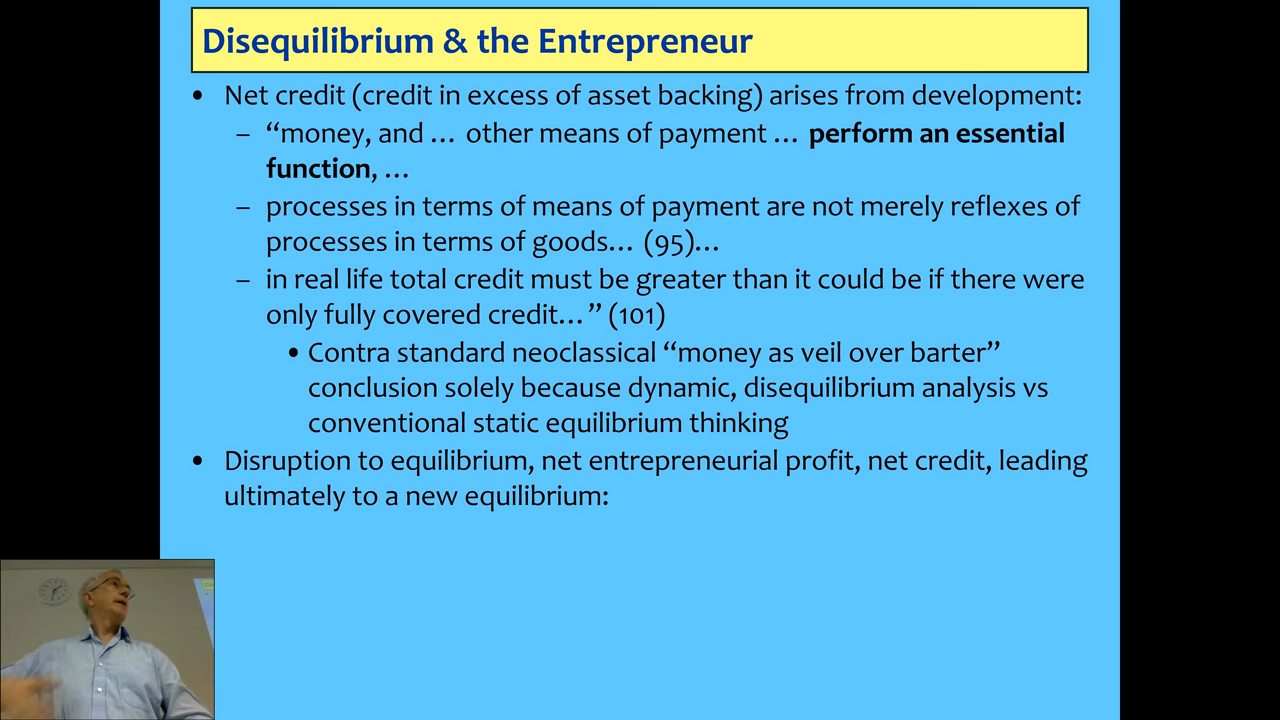 Disequilibrium & the Entrepreneur
• Net credit (credit in excess of asset backing) arises from development:
– “money, and … other means of payment … perform an essential
function, …
– processes in terms of means of payment are not merely reflexes of
processes in terms of goods… (95)…
– in real life total credit must be greater than it could be if there were
only fully covered credit…” (101)
• Contra standard neoclassical “money as veil over barter”
conclusion solely because dynamic, disequilibrium analysis vs
conventional static equilibrium thinking
• Disruption to equilibrium, net entrepreneurial profit, net credit, leading
ultimately to a new equilibrium: